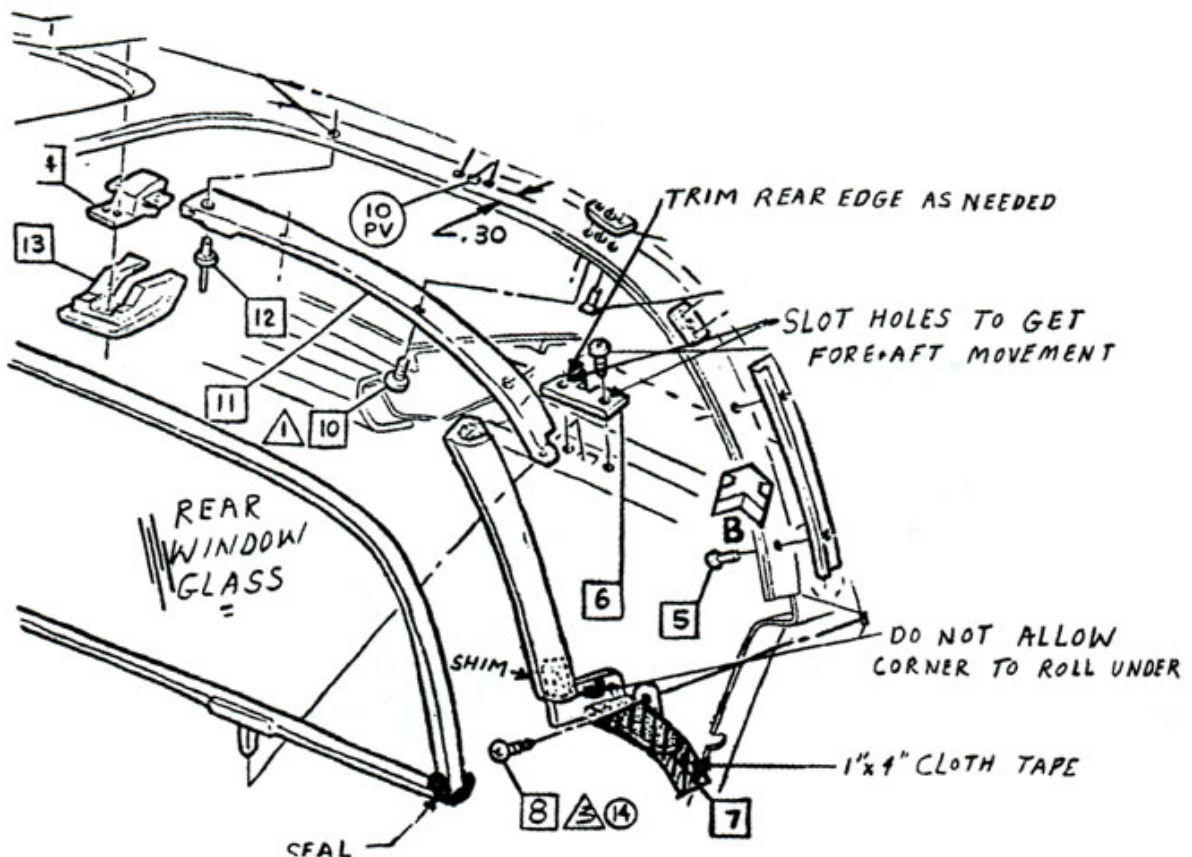 4
13
12
10
PV
.30
TRIM REAR EDGE AS NEEDED
SLOT HOLES TO GET
FORE+AFT MOVEMENT
11
1
10
REAR
WINDOW
GLASS
B
6
5
SHIM
DO NOT ALLOW
CORNER TO ROLL UNDER
1"x4" CLOTH TAPE
8
3
14
7
SEAL